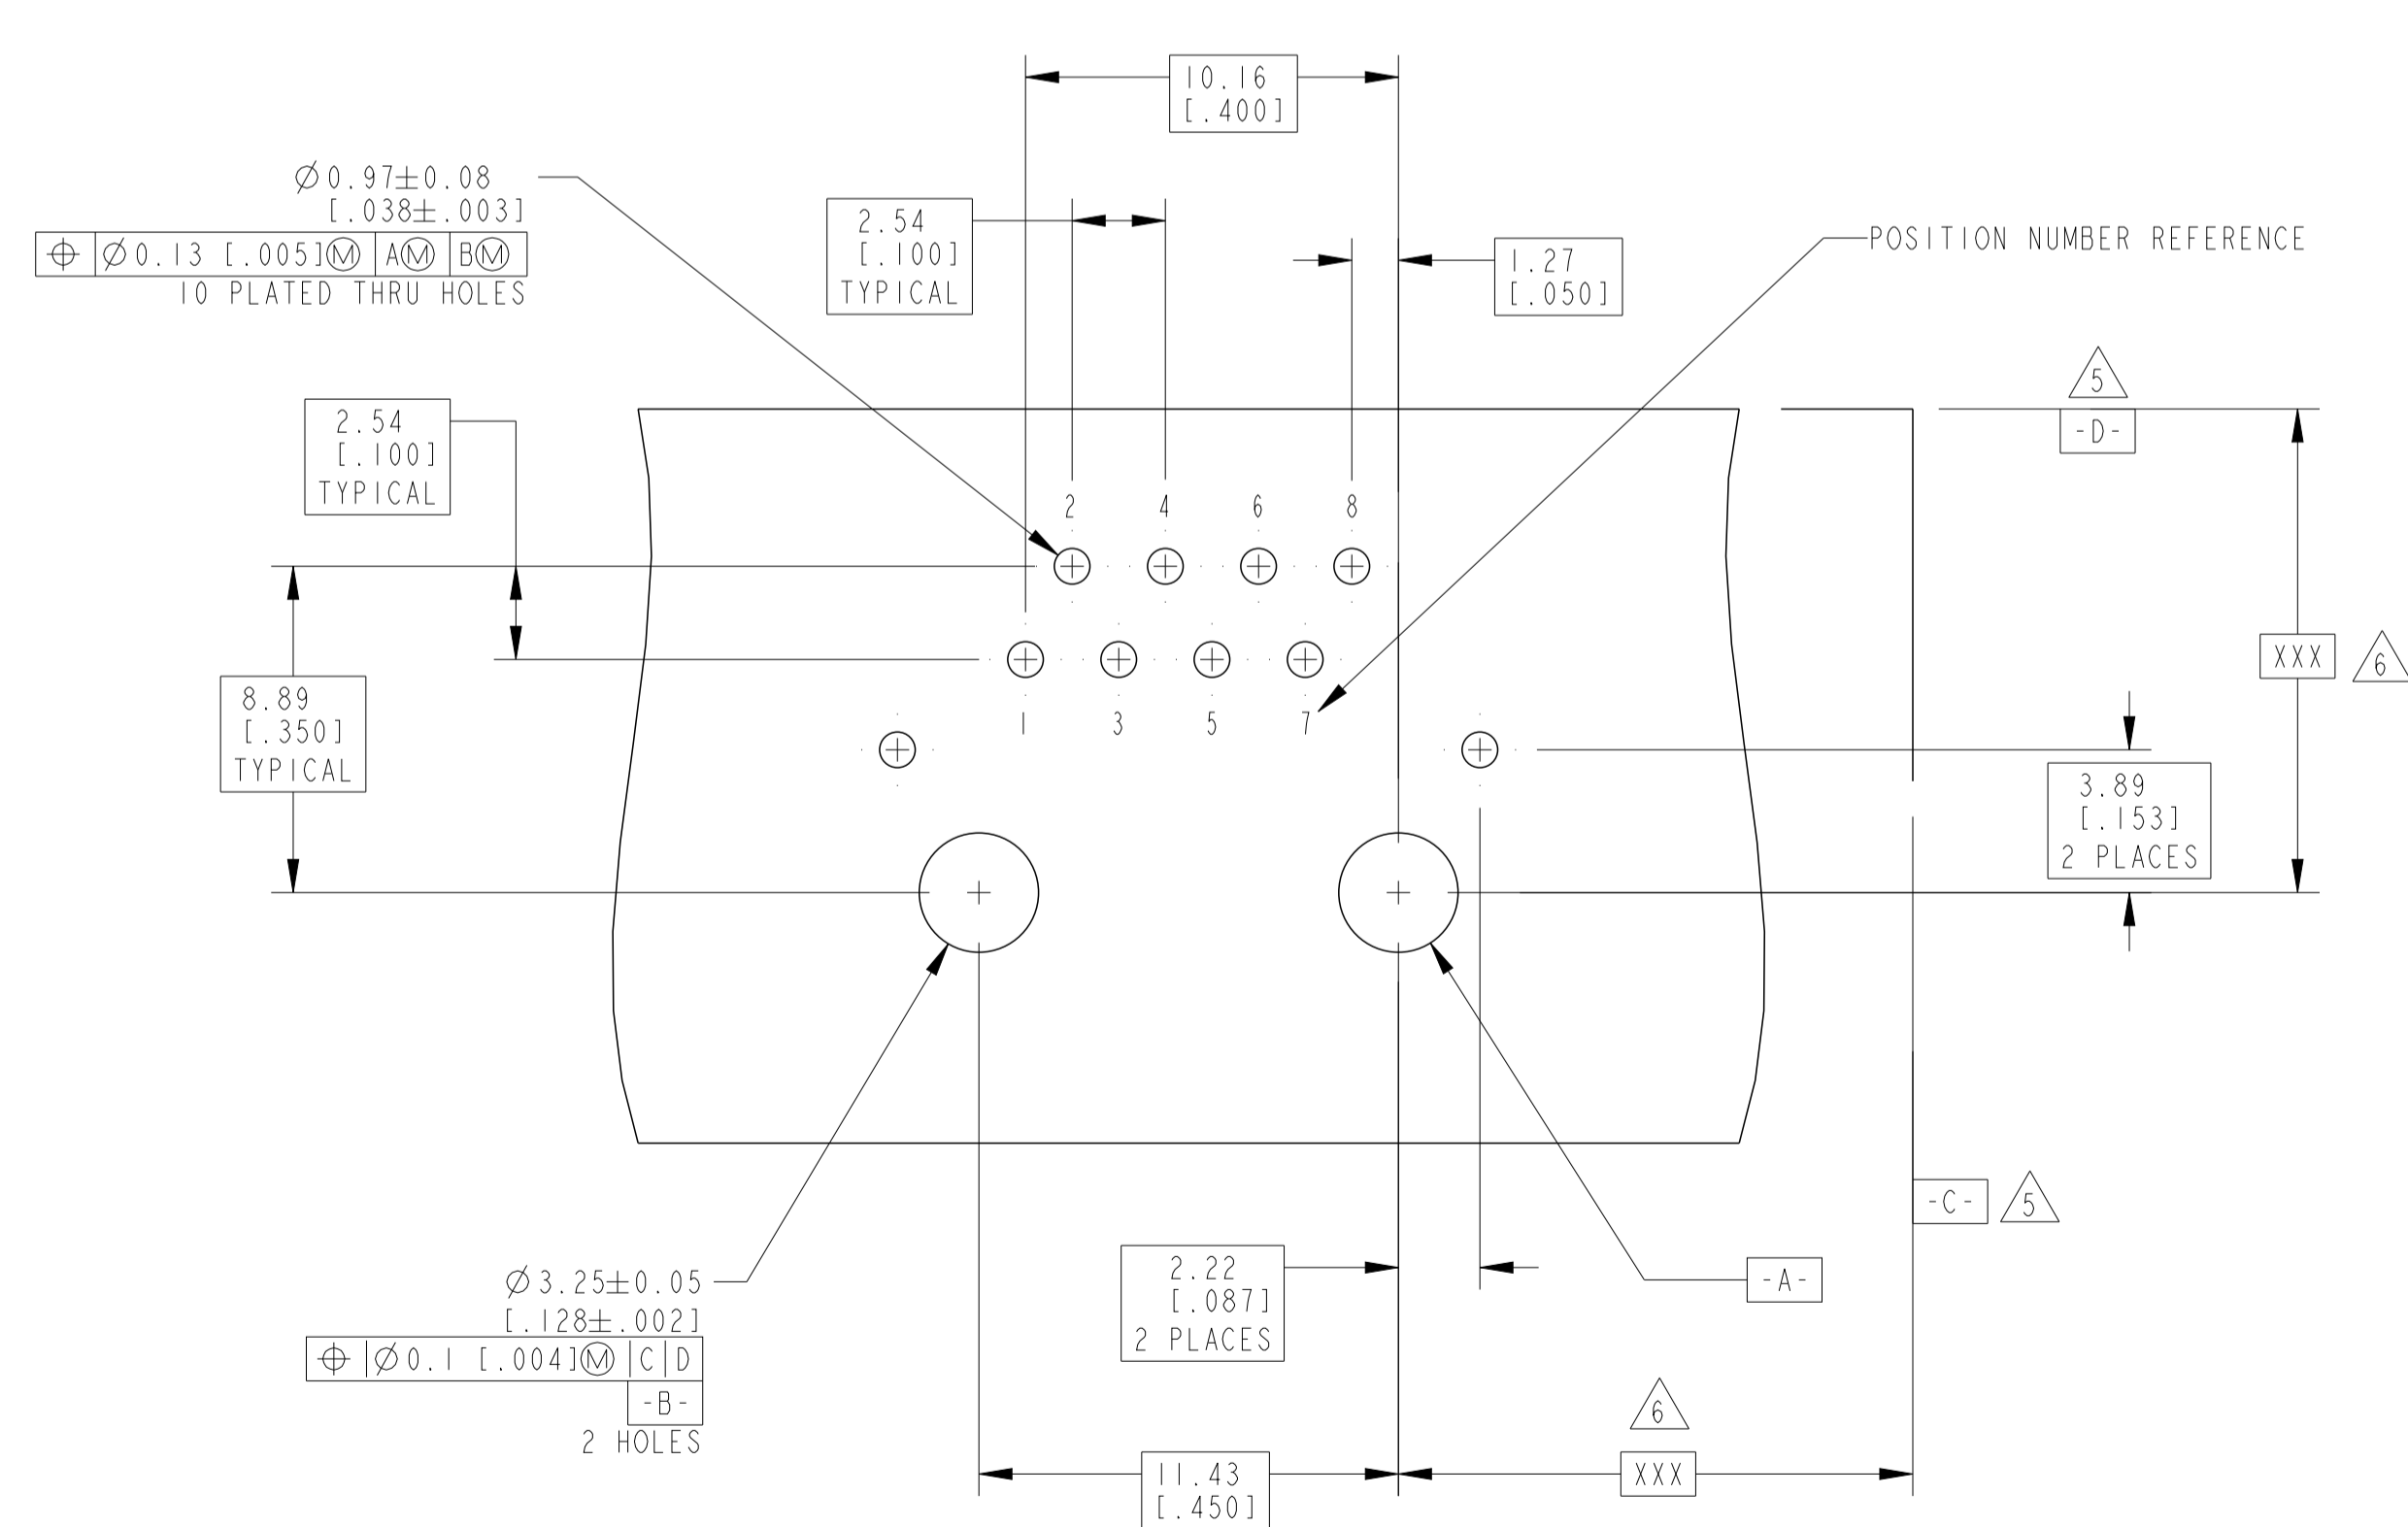 10.16
[.400]
Ø0.97±0.08
[.038±.003]
⌖ Ø0.13 [.005]Ⓜ AⓂ BⓂ
10 PLATED THRU HOLES
2.54
[.100]
TYPICAL
1.27
[.050]
POSITION NUMBER REFERENCE
5
-D-
2.54
[.100]
TYPICAL
2 4 6 8
XXX
6
8.89
[.350]
TYPICAL
1 3 5 7
3.89
[.153]
2 PLACES
-C-
5
2.22
[.087]
2 PLACES
-A-
Ø3.25±0.05
[.128±.002]
⌖ Ø0.1 [.004]Ⓜ C D
-B-
2 HOLES
6
11.43
[.450]
XXX